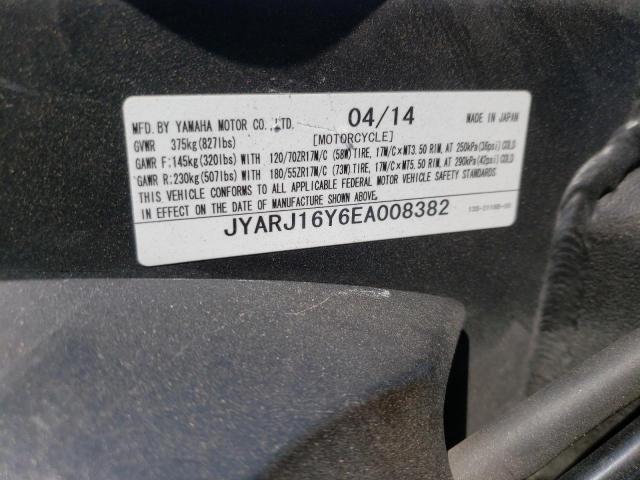 MFD. BY YAMAHA MOTOR CO., LTD. 04/14 MADE IN JAPAN
GVWR 375kg(827lbs) [MOTORCYCLE]
GAWR F:145kg(320lbs) WITH 120/70ZR17M/C (58W)TIRE, 17M/C×MT3.50 RIM, AT 250kPa(36psi) COLD
GAWR R:230kg(507lbs) WITH 180/55ZR17M/C (73W)TIRE, 17M/C×MT5.50 RIM, AT 290kPa(42psi) COLD
THIS VEHICLE CONFORMS TO ALL APPLICABLE FEDERAL MOTOR VEHICLE SAFETY STANDARDS
IN EFFECT ON THE DATE OF MANUFACTURE SHOWN ABOVE.
JYARJ16Y6EA008382